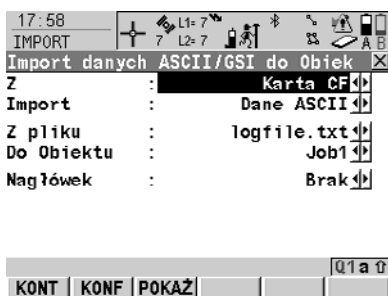 17:58
IMPORT
L1= 7
7 L2= 7
A B
Import danych ASCII/GSI do Obiek
Z : Karta CF
Import : Dane ASCII
Z pliku : logfile.txt
Do Obiektu : Job1
Nagłówek : Brak
Q1 a
KONT KONF POKAŻ